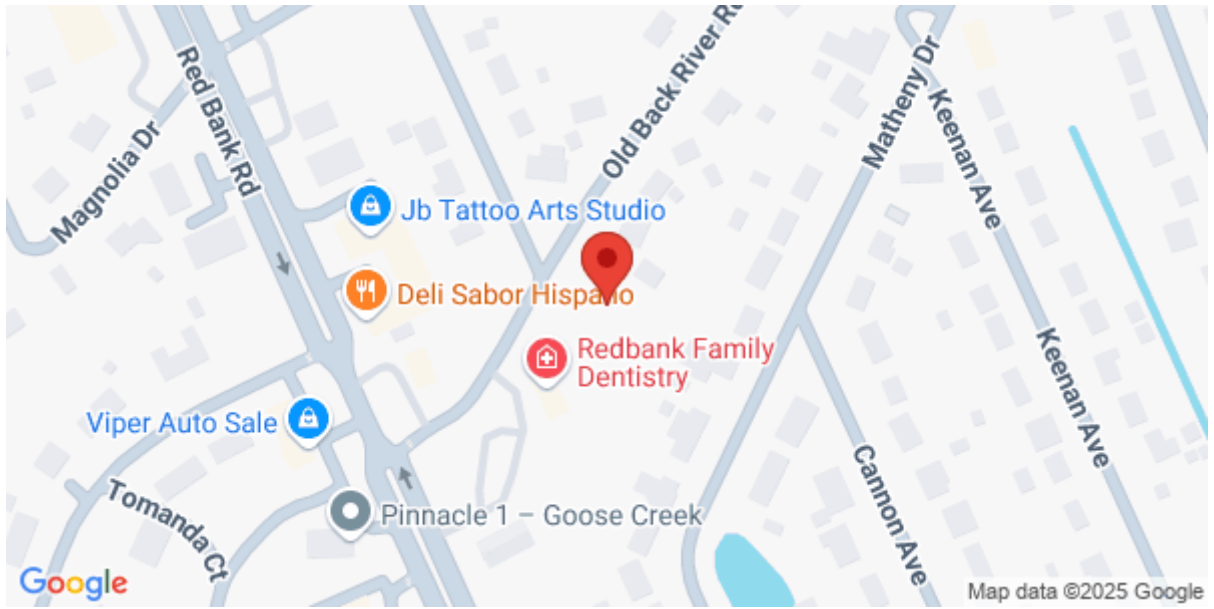 Old Back River R
Matheny Dr
Red Bank Rd
Keenan Ave
Magnolia Dr
Jb Tattoo Arts Studio
Deli Sabor Hispano
Redbank Family
Dentistry
Keenan Ave
Viper Auto Sale
Cannon Ave
Tomanda Ct
Pinnacle 1 – Goose Creek
Google
Map data ©2025 Google